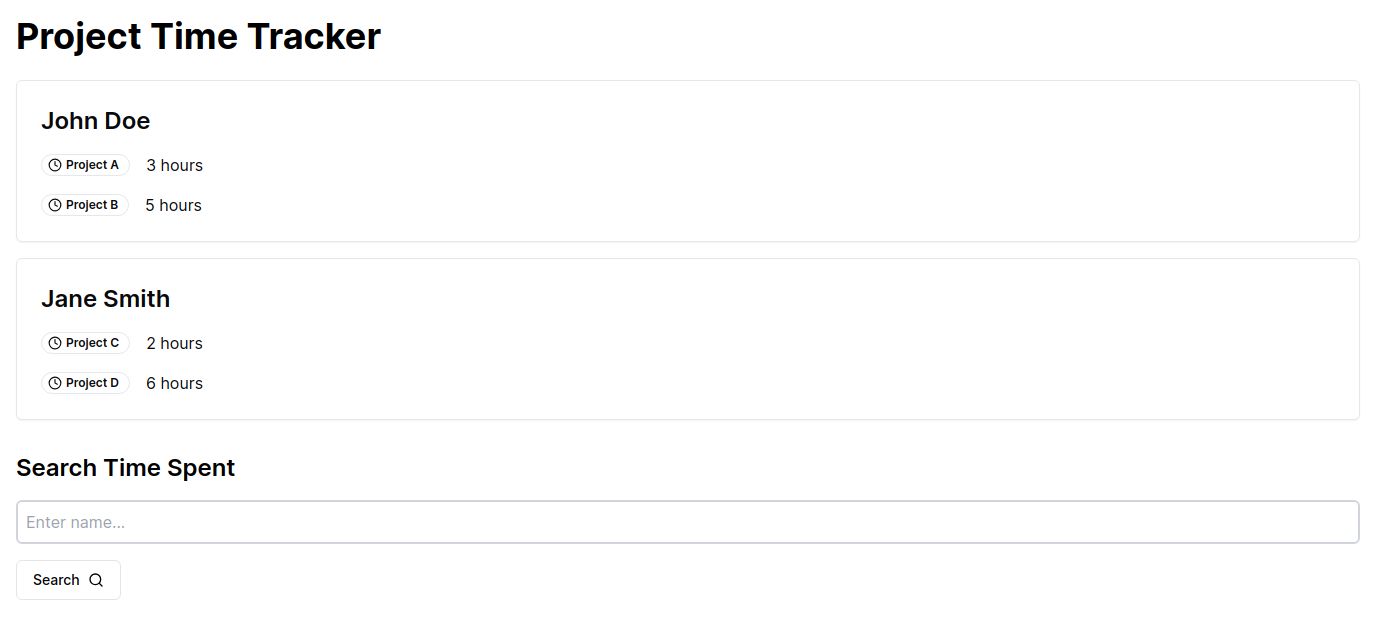 Project Time Tracker
John Doe
Project A 3 hours
Project B 5 hours
Jane Smith
Project C 2 hours
Project D 6 hours
Search Time Spent
Enter name...
Search